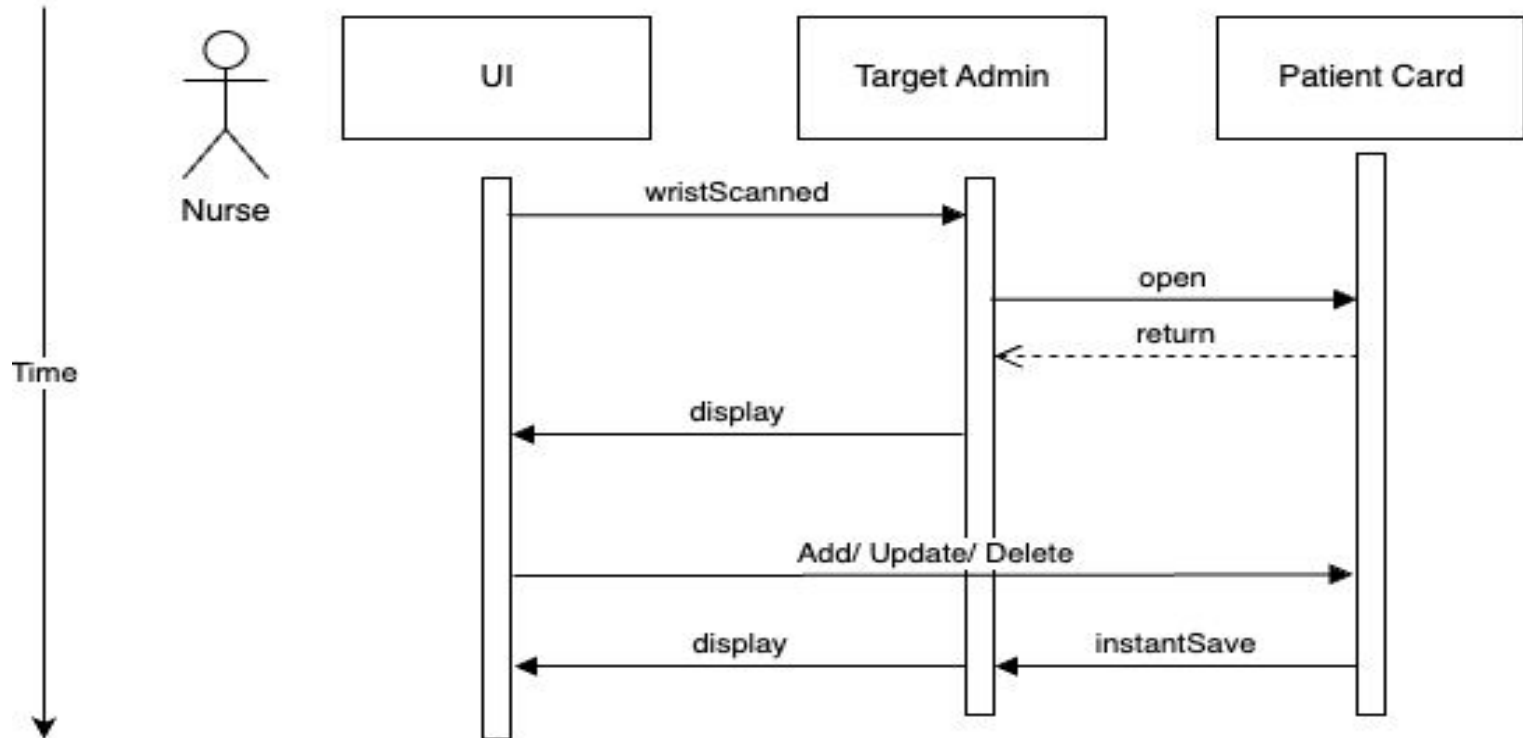 UI
Target Admin
Patient Card
Nurse
wristScanned
open
return
Time
display
Add/ Update/ Delete
display
instantSave